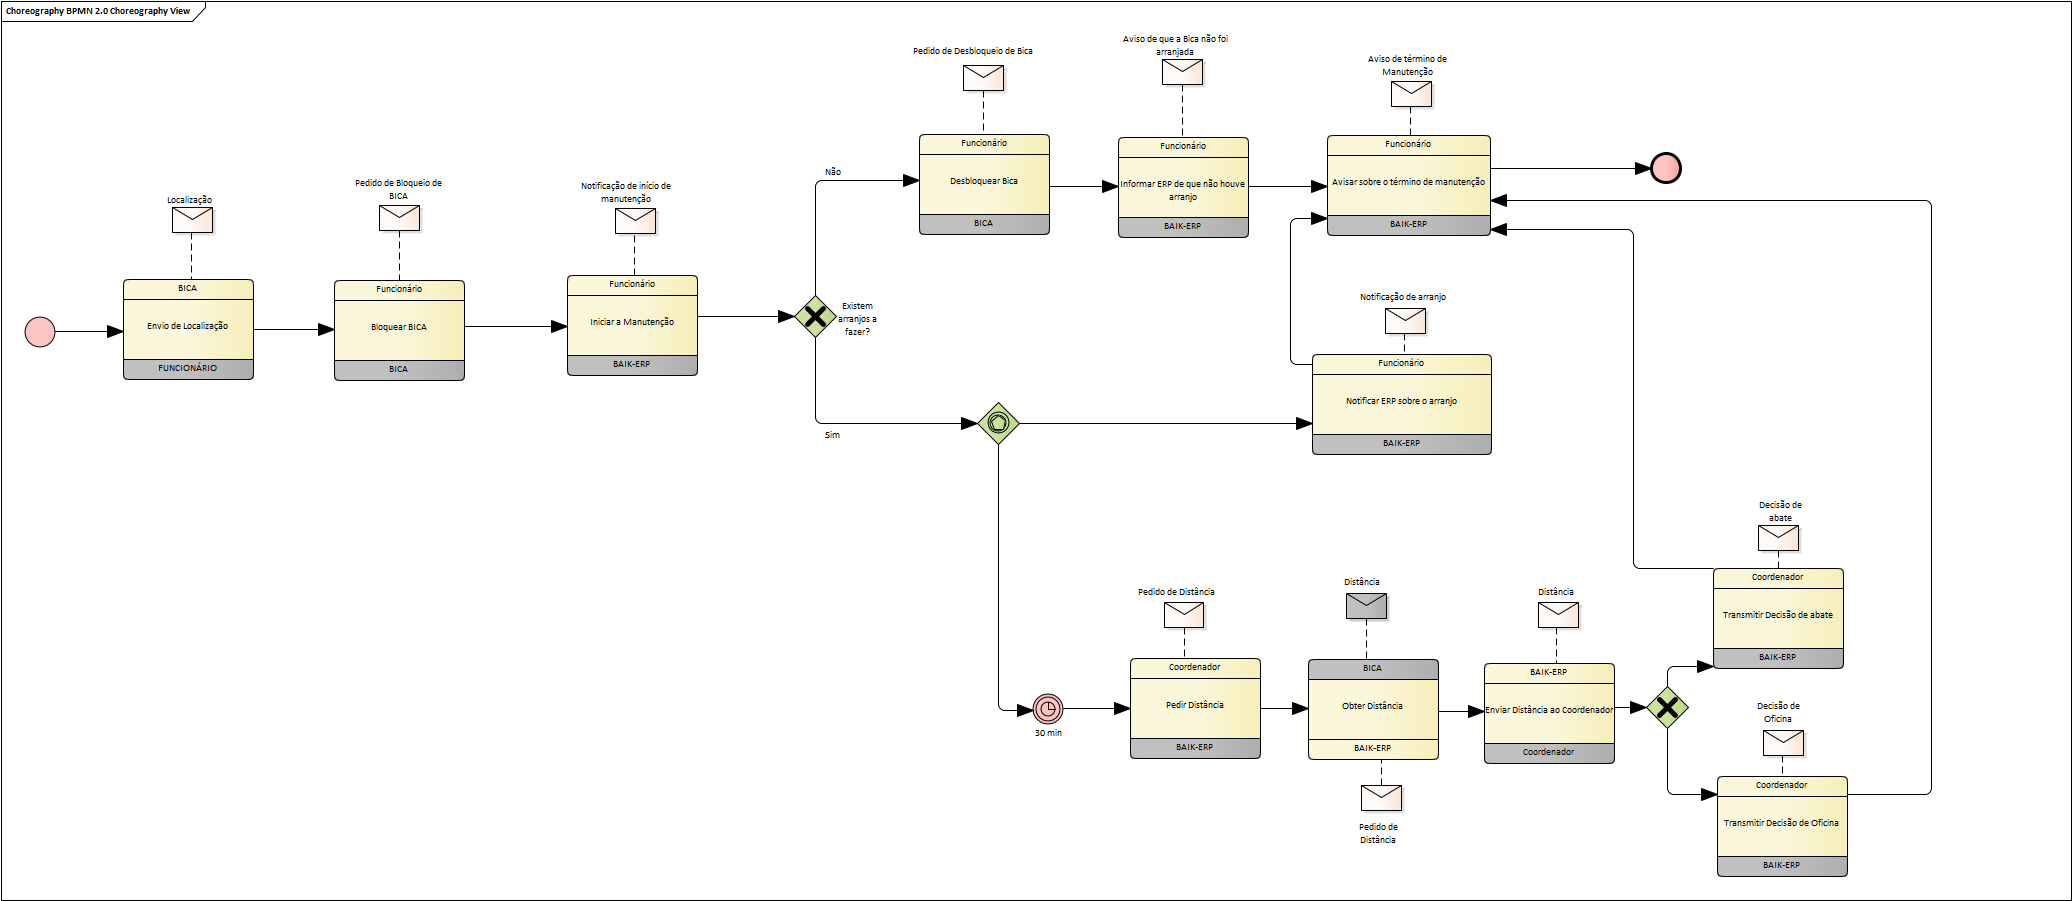 Choreography BPMN 2.0 Choreography View
Localização
BICA
Envio de Localização
FUNCIONÁRIO
Pedido de Bloqueio de
BICA
Funcionário
Bloquear BICA
BICA
Notificação de início de
manutenção
Funcionário
Iniciar a Manutenção
BAIK-ERP
Existem
arranjos a
fazer?
Não
Sim
Pedido de Desbloqueio de Bica
Funcionário
Desbloquear Bica
BICA
Aviso de que a Bica não foi
arranjada
Funcionário
Informar ERP de que não houve
arranjo
BAIK-ERP
Aviso de término de
Manutenção
Funcionário
Avisar sobre o término de manutenção
BAIK-ERP
Notificação de arranjo
Funcionário
Notificar ERP sobre o arranjo
BAIK-ERP
30 min
Pedido de Distância
Coordenador
Pedir Distância
BAIK-ERP
Distância
BICA
Obter Distância
BAIK-ERP
Pedido de
Distância
Distância
BAIK-ERP
Enviar Distância ao Coordenador
Coordenador
Decisão de
abate
Coordenador
Transmitir Decisão de abate
BAIK-ERP
Decisão de
Oficina
Coordenador
Transmitir Decisão de Oficina
BAIK-ERP